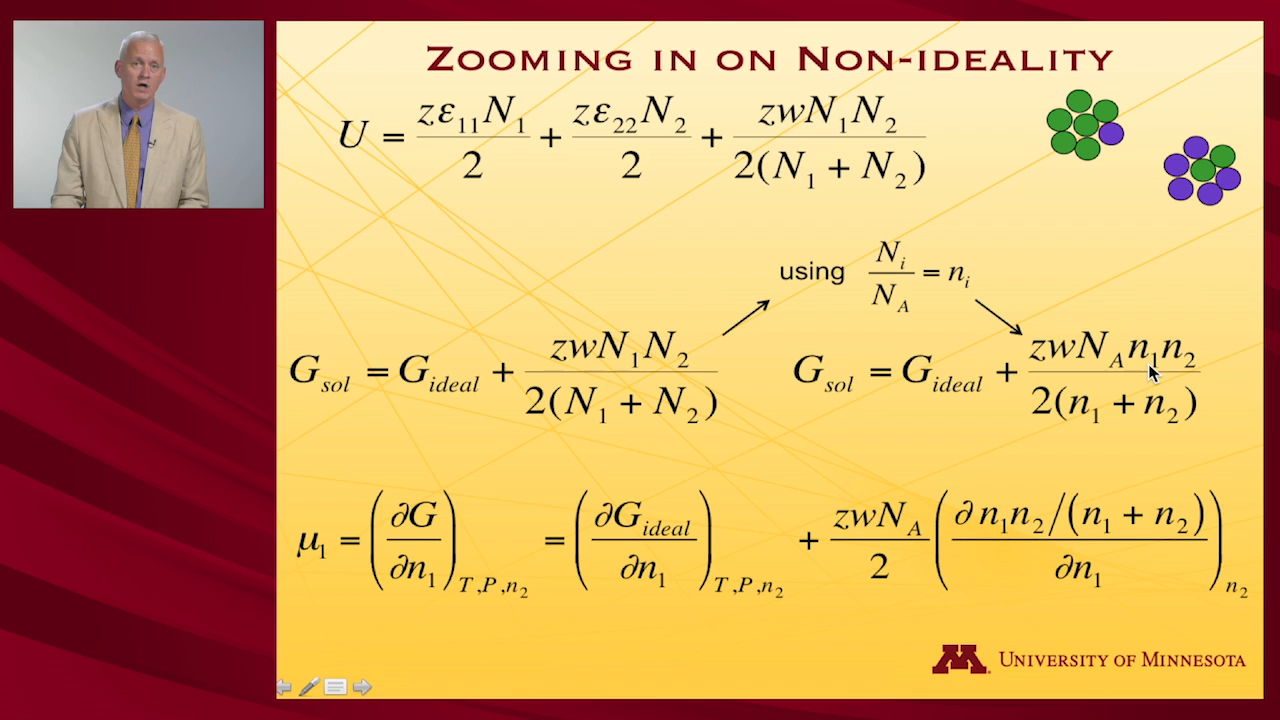 Zooming in on Non-ideality
U = zε₁₁N₁/2 + zε₂₂N₂/2 + zwN₁N₂/2(N₁ + N₂)
using Nᵢ/N_A = nᵢ
G_sol = G_ideal + zwN₁N₂/2(N₁ + N₂)
G_sol = G_ideal + zwN_A n₁n₂/2(n₁ + n₂)
μ₁ = (∂G/∂n₁)_T,P,n₂ = (∂G_ideal/∂n₁)_T,P,n₂ + zwN_A/2 (∂ n₁n₂/(n₁ + n₂)/∂n₁)_n₂
M University of Minnesota